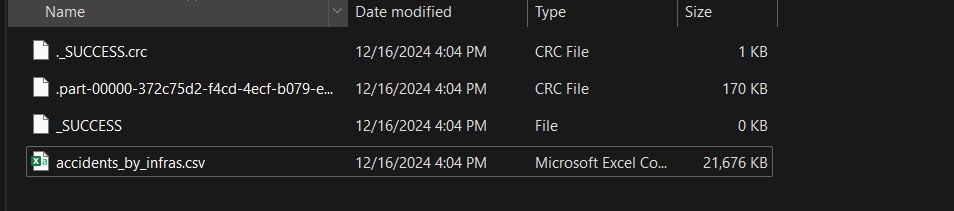 Name Date modified Type Size
._SUCCESS.crc 12/16/2024 4:04 PM CRC File 1 KB
.part-00000-372c75d2-f4cd-4ecf-b079-e... 12/16/2024 4:04 PM CRC File 170 KB
_SUCCESS 12/16/2024 4:04 PM File 0 KB
accidents_by_infras.csv 12/16/2024 4:04 PM Microsoft Excel Co... 21,676 KB